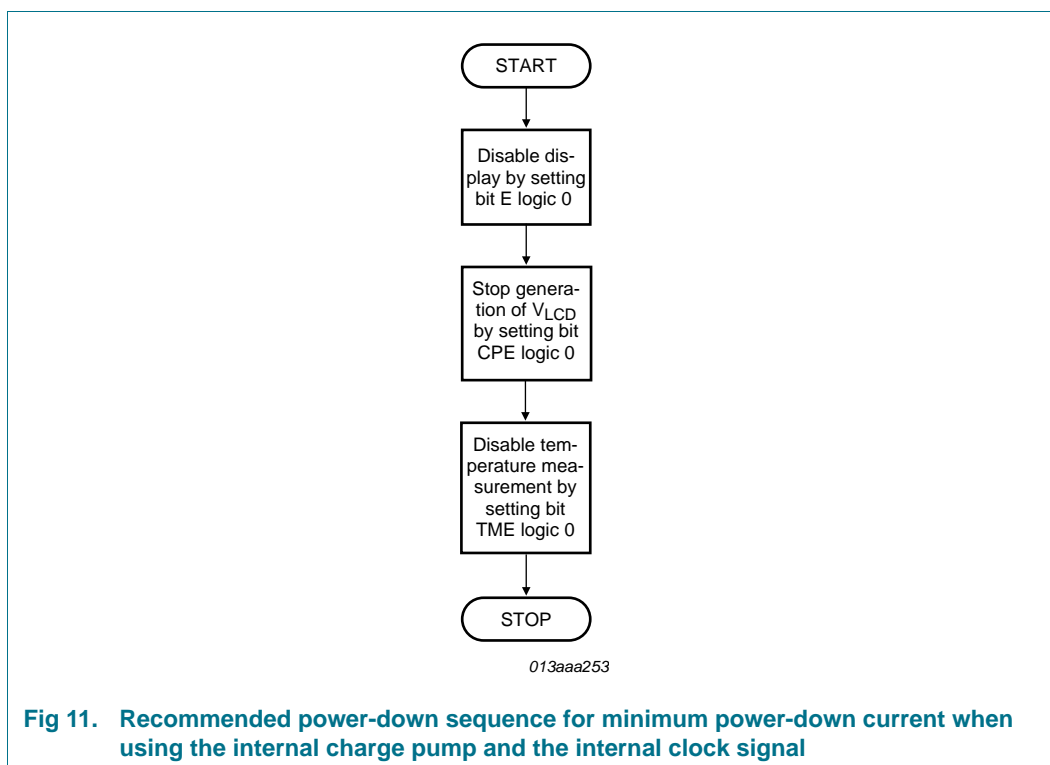 START
Disable dis-
play by setting
bit E logic 0
Stop genera-
tion of VLCD
by setting bit
CPE logic 0
Disable tem-
perature mea-
surement by
setting bit
TME logic 0
STOP
013aaa253
Fig 11. Recommended power-down sequence for minimum power-down current when
using the internal charge pump and the internal clock signal